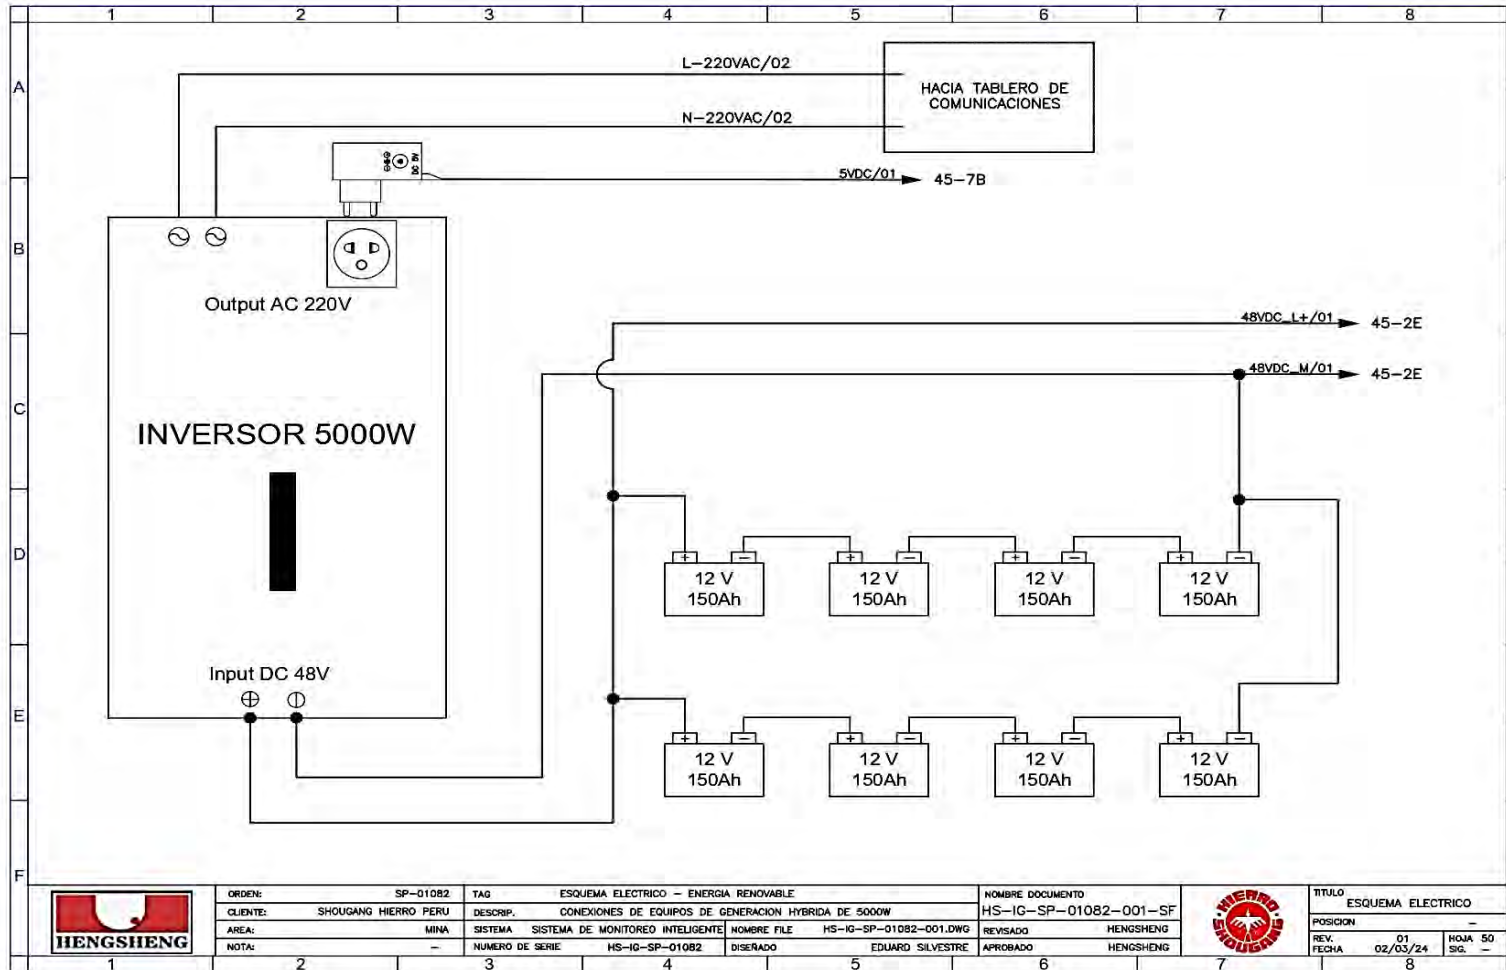 1 2 3 4 5 6 7 8
A
B
C
D
E
F
L-220VAC/02
N-220VAC/02
HACIA TABLERO DE
COMUNICACIONES
DC 5V
5VDC/01
45-7B
Output AC 220V
INVERSOR 5000W
Input DC 48V
48VDC_L+/01
45-2E
48VDC_M/01
45-2E
+ − + − + − + −
12 V 12 V 12 V 12 V
150Ah 150Ah 150Ah 150Ah
+ − + − + − + −
12 V 12 V 12 V 12 V
150Ah 150Ah 150Ah 150Ah
HENGSHENG
ORDEN: SP-01082
CLIENTE: SHOUGANG HIERRO PERU
AREA: MINA
NOTA: -
TAG ESQUEMA ELECTRICO - ENERGIA RENOVABLE
DESCRIP. CONEXIONES DE EQUIPOS DE GENERACION HYBRIDA DE 5000W
SISTEMA SISTEMA DE MONITOREO INTELIGENTE NOMBRE FILE HS-IG-SP-01082-001.DWG
NUMERO DE SERIE HS-IG-SP-01082 DISEÑADO EDUARD SILVESTRE
NOMBRE DOCUMENTO
HS-IG-SP-01082-001-SF
REVISADO HENGSHENG
APROBADO HENGSHENG
HIERRO
SHOUGANG
TITULO
ESQUEMA ELECTRICO
POSICION -
REV. 01 HOJA 50
FECHA 02/03/24 SIG. -
1 2 3 4 5 6 7 8